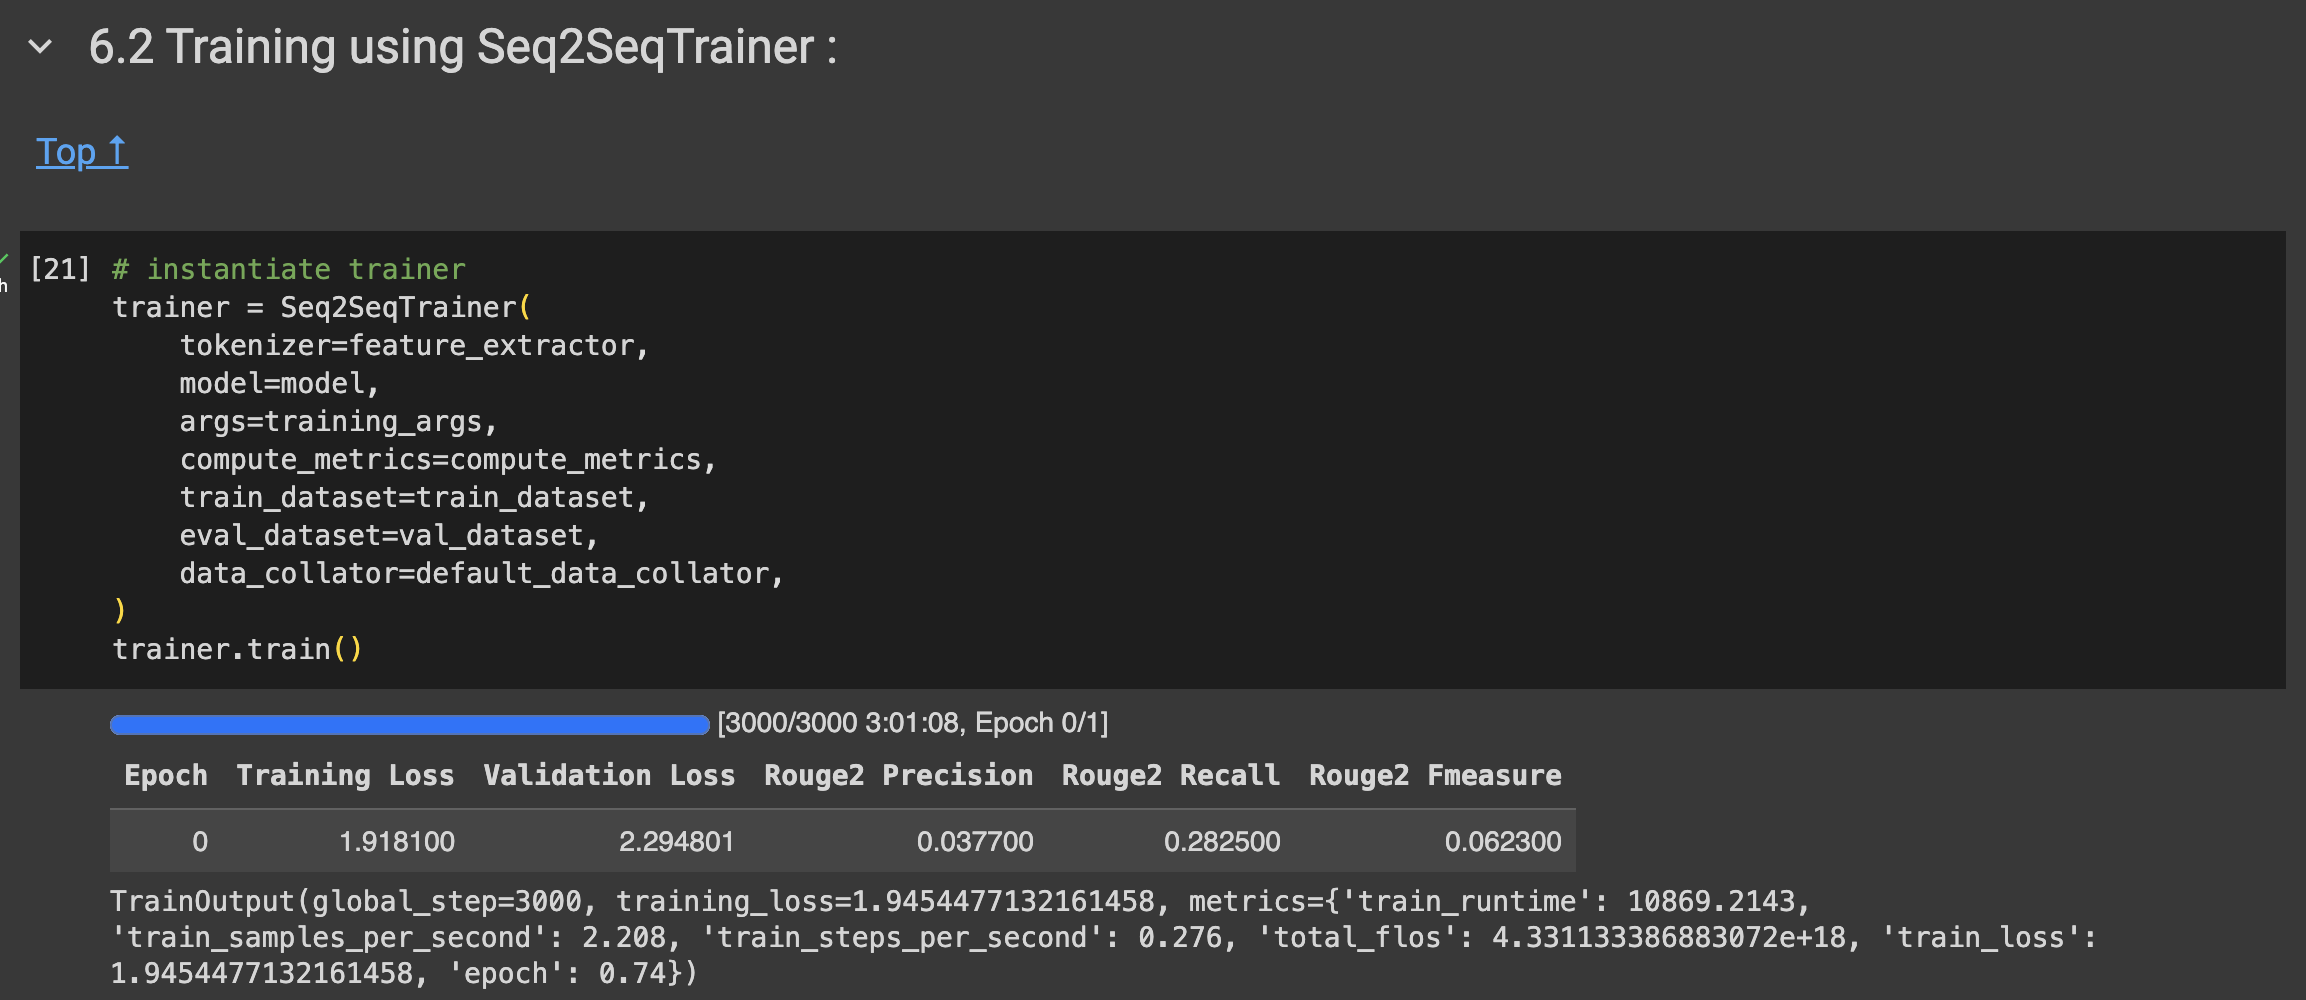 6.2 Training using Seq2SeqTrainer :
Top ↑
[21] # instantiate trainer
h
trainer = Seq2SeqTrainer(
    tokenizer=feature_extractor,
    model=model,
    args=training_args,
    compute_metrics=compute_metrics,
    train_dataset=train_dataset,
    eval_dataset=val_dataset,
    data_collator=default_data_collator,
)
trainer.train()
[3000/3000 3:01:08, Epoch 0/1]
Epoch Training Loss Validation Loss Rouge2 Precision Rouge2 Recall Rouge2 Fmeasure
0 1.918100 2.294801 0.037700 0.282500 0.062300
TrainOutput(global_step=3000, training_loss=1.9454477132161458, metrics={'train_runtime': 10869.2143,
'train_samples_per_second': 2.208, 'train_steps_per_second': 0.276, 'total_flos': 4.331133386883072e+18, 'train_loss':
1.9454477132161458, 'epoch': 0.74})